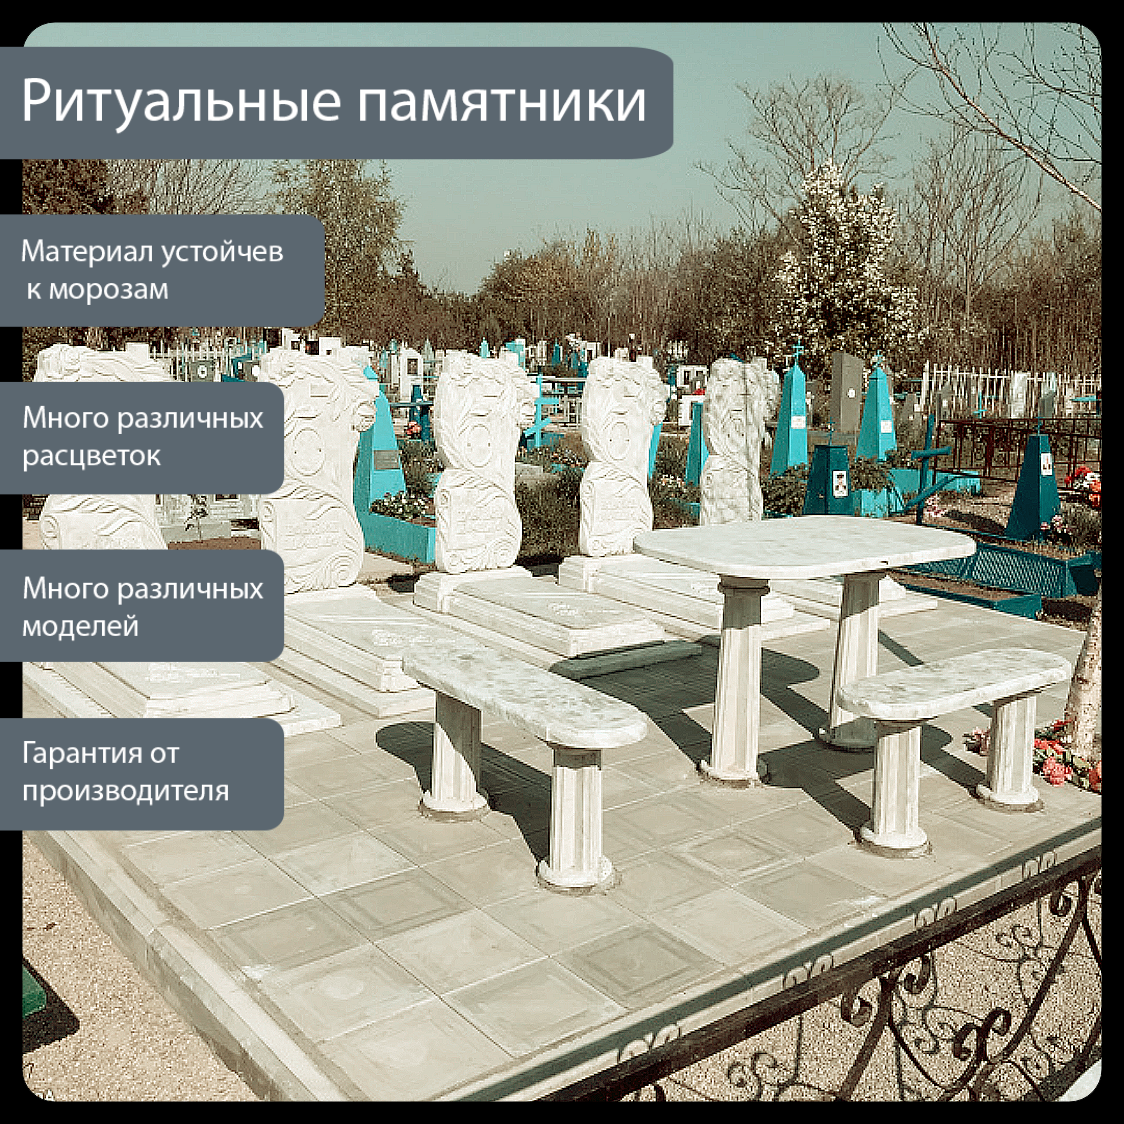 Ритуальные памятники
Материал устойчев
к морозам
Много различных
расцветок
Много различных
моделей
Гарантия от
производителя